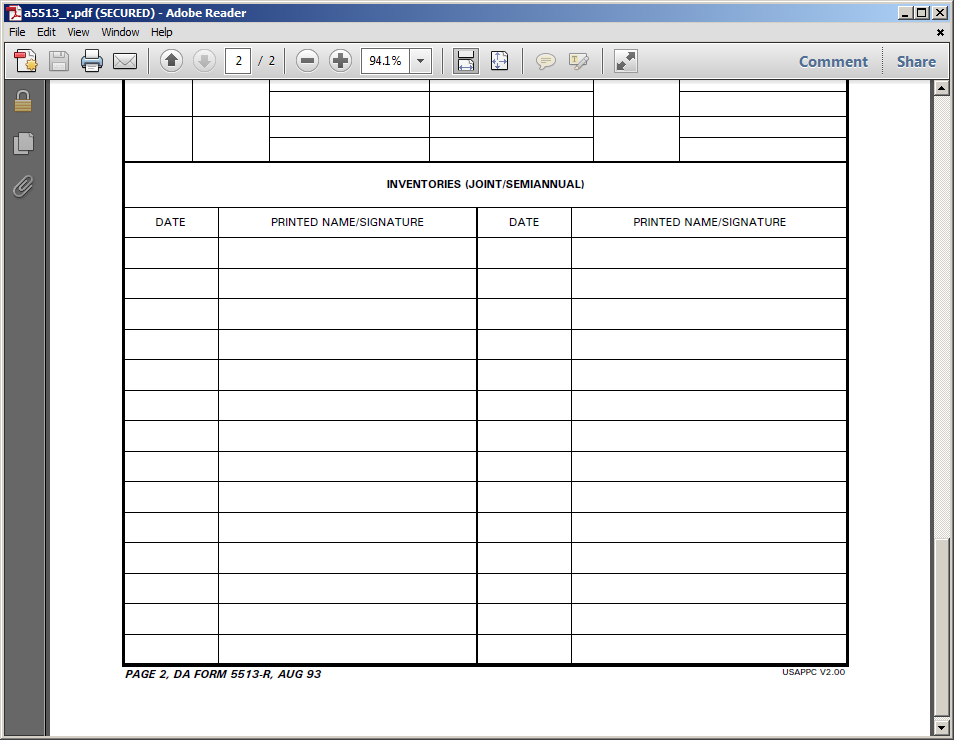 a5513_r.pdf (SECURED) - Adobe Reader
File Edit View Window Help
2 / 2 94.1% Comment Share
INVENTORIES (JOINT/SEMIANNUAL)
DATE PRINTED NAME/SIGNATURE DATE PRINTED NAME/SIGNATURE
PAGE 2, DA FORM 5513-R, AUG 93 USAPPC V2.00